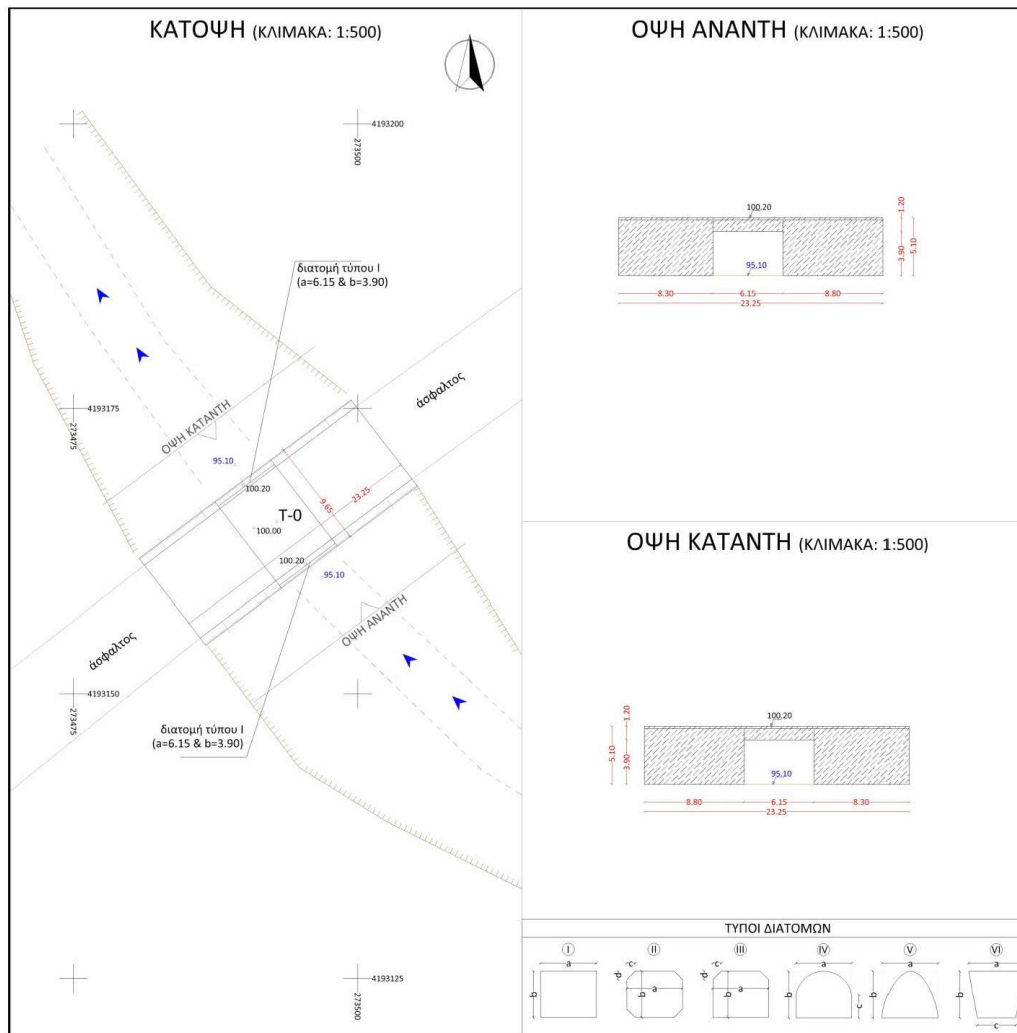 ΚΑΤΟΨΗ (ΚΛΙΜΑΚΑ: 1:500)
4193200
273500
διατομή τύπου Ι
(a=6.15 & b=3.90)
άσφαλτος
4193175
273475
ΟΨΗ ΚΑΤΑΝΤΗ
95.10
100.20
9.65
23.25
T-0
100.00
100.20
95.10
ΟΨΗ ΑΝΑΝΤΗ
άσφαλτος
4193150
273475
διατομή τύπου Ι
(a=6.15 & b=3.90)
4193125
273500
ΟΨΗ ΑΝΑΝΤΗ (ΚΛΙΜΑΚΑ: 1:500)
100.20
1.20
3.90
5.10
95.10
8.30
6.15
8.80
23.25
ΟΨΗ ΚΑΤΑΝΤΗ (ΚΛΙΜΑΚΑ: 1:500)
100.20
1.20
5.10
3.90
95.10
8.80
6.15
8.30
23.25
ΤΥΠΟΙ ΔΙΑΤΟΜΩΝ
I II III IV V VI
a
b
c
d
a
b
c
d
a
b
a
b
c
a
b
a
b
c